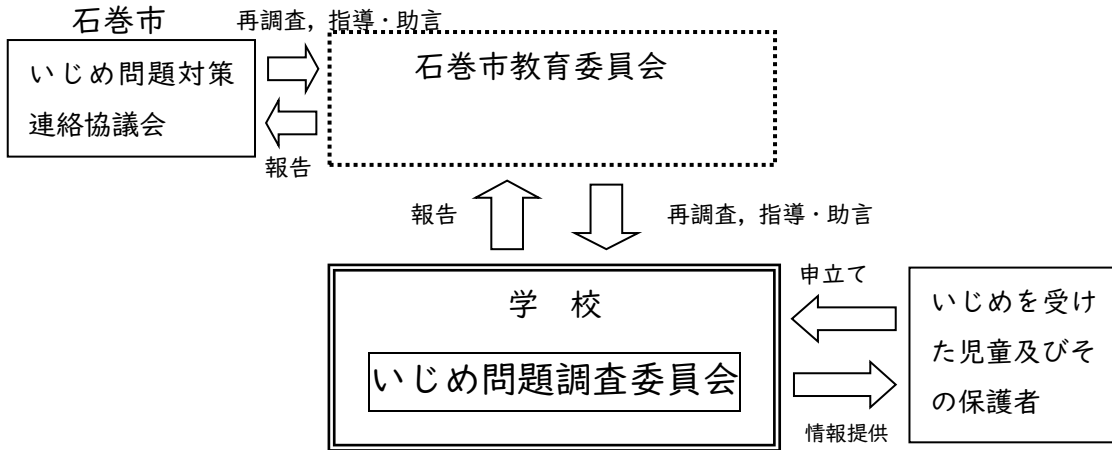 石巻市
再調査，指導・助言
いじめ問題対策
連絡協議会
石巻市教育委員会
報告
報告
再調査，指導・助言
学　校
いじめ問題調査委員会
申立て
いじめを受け
た児童及びそ
の保護者
情報提供